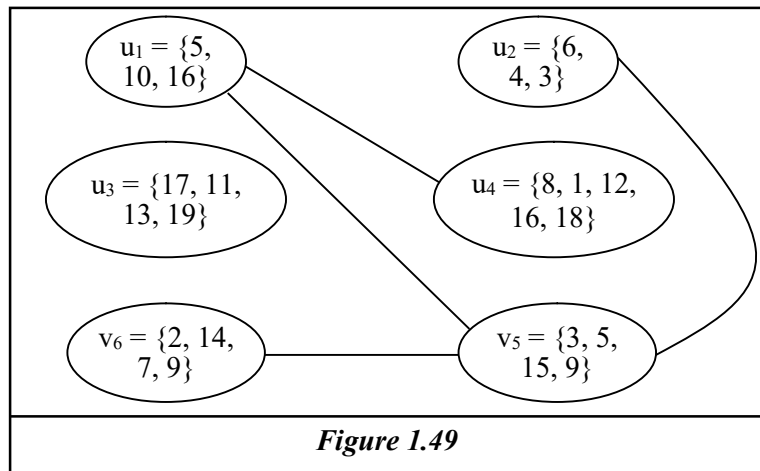 u₁ = {5,
10, 16}
u₂ = {6,
4, 3}
u₃ = {17, 11,
13, 19}
u₄ = {8, 1, 12,
16, 18}
v₆ = {2, 14,
7, 9}
v₅ = {3, 5,
15, 9}
Figure 1.49